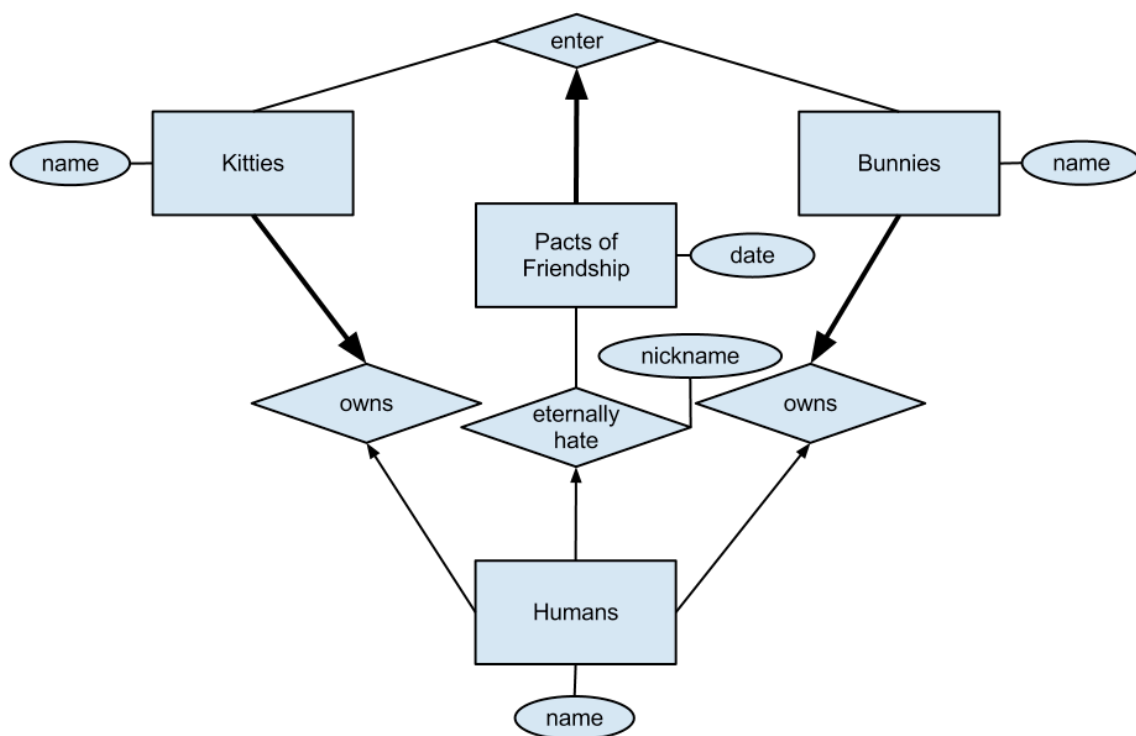 enter
name
Kitties
Bunnies
name
Pacts of
Friendship
date
nickname
owns
eternally
hate
owns
Humans
name